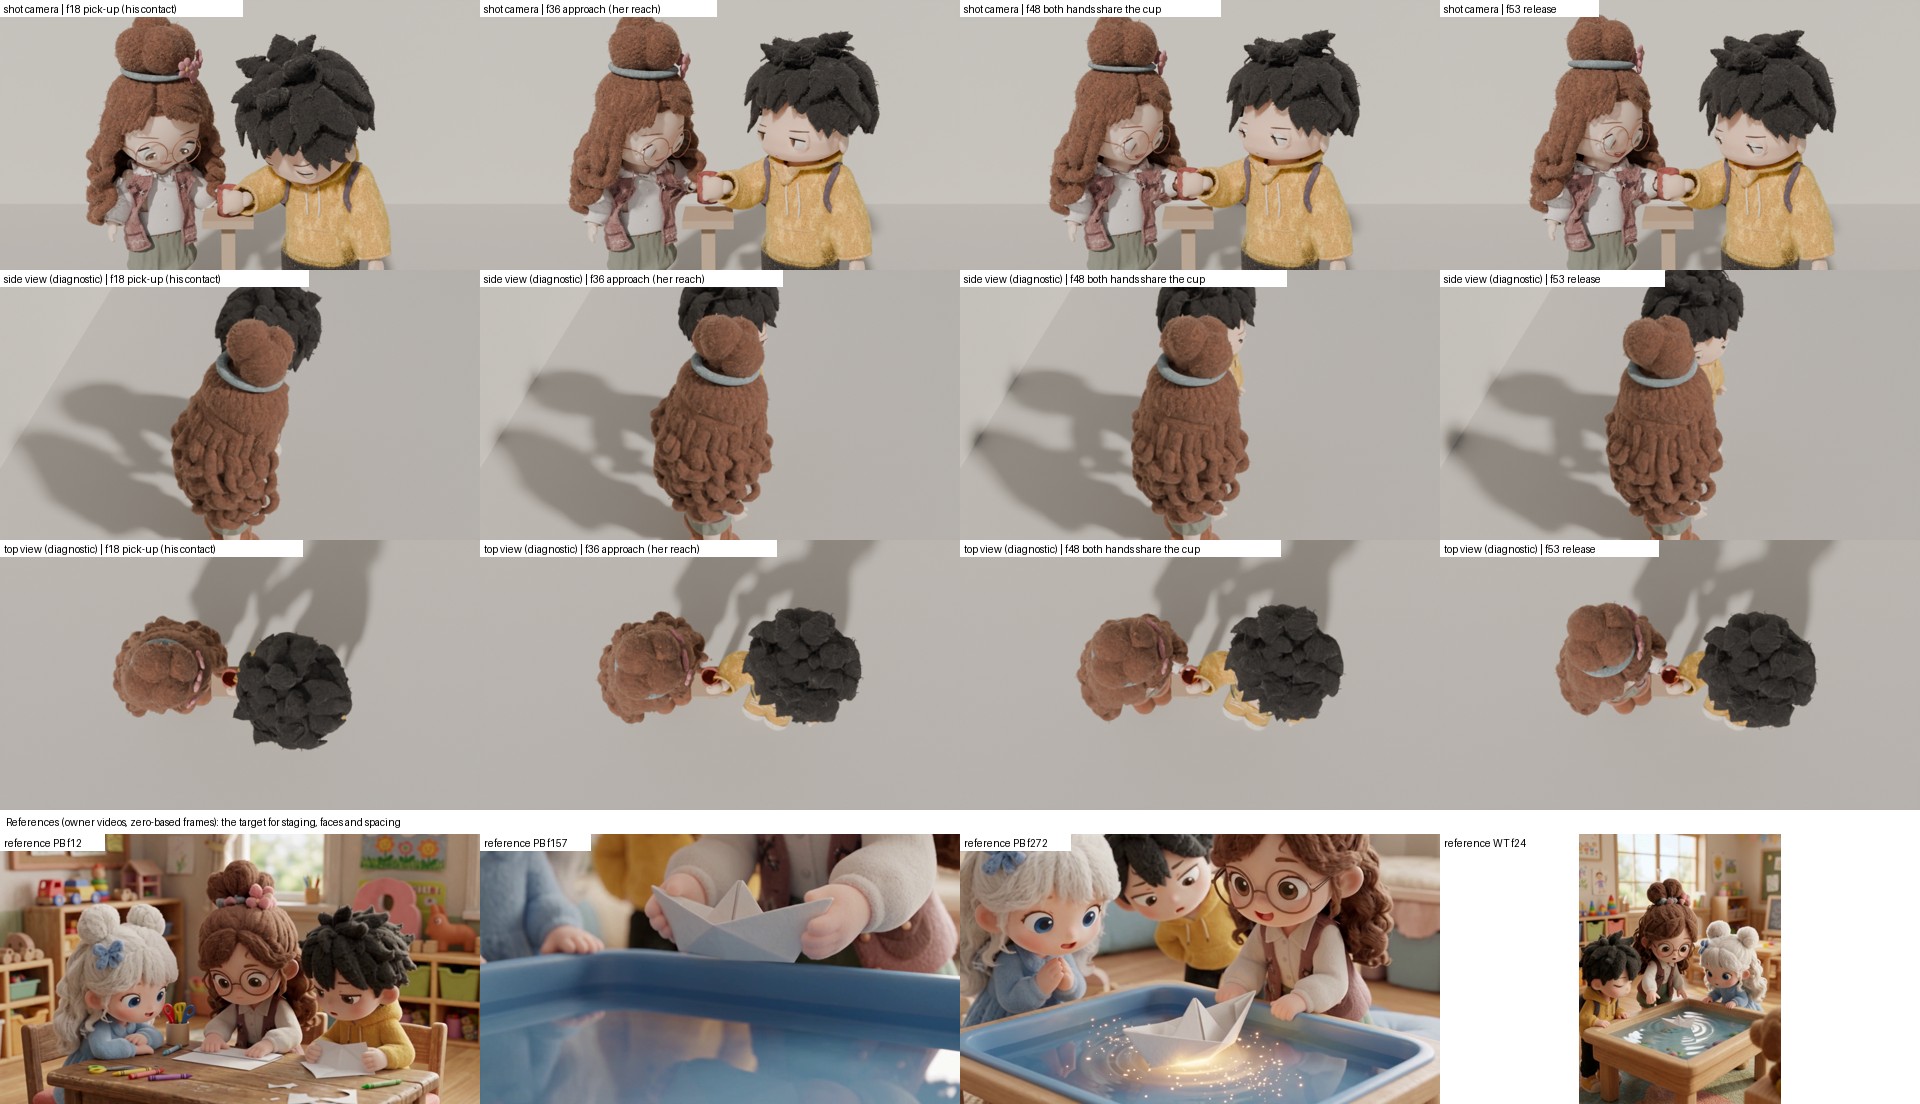 shot camera | f18 pick-up (his contact)
shot camera | f36 approach (her reach)
shot camera | f48 both hands share the cup
shot camera | f53 release
side view (diagnostic) | f18 pick-up (his contact)
side view (diagnostic) | f36 approach (her reach)
side view (diagnostic) | f48 both hands share the cup
side view (diagnostic) | f53 release
top view (diagnostic) | f18 pick-up (his contact)
top view (diagnostic) | f36 approach (her reach)
top view (diagnostic) | f48 both hands share the cup
top view (diagnostic) | f53 release
References (owner videos, zero-based frames): the target for staging, faces and spacing
reference PB f12
reference PB f157
reference PB f272
reference WT f24